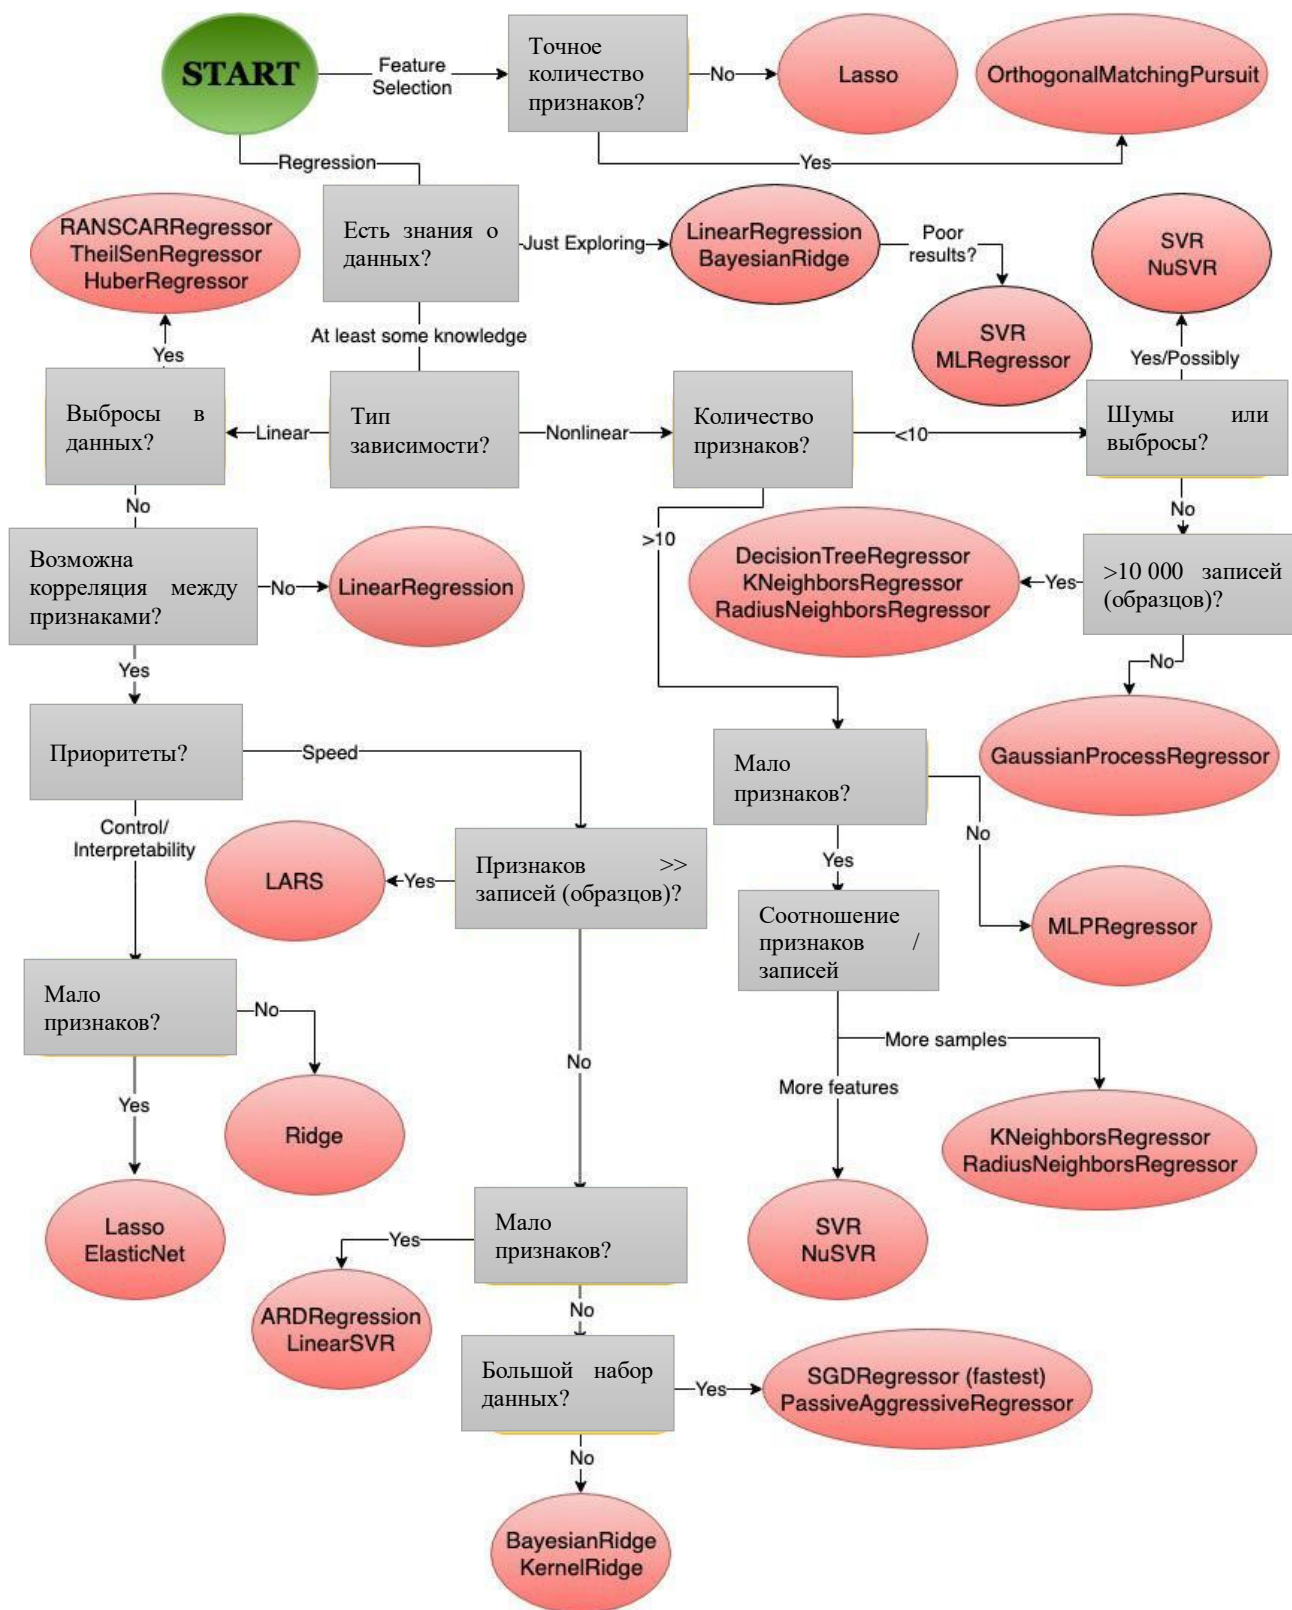 START
Feature
Selection
Точное
количество
признаков?
No
Lasso
OrthogonalMatchingPursuit
Yes
Regression
RANSCARRegressor
TheilSenRegressor
HuberRegressor
Есть знания о
данных?
Just Exploring
LinearRegression
BayesianRidge
Poor
results?
SVR
MLRegressor
SVR
NuSVR
At least some knowledge
Yes
Yes/Possibly
Выбросы в
данных?
Linear
Тип
зависимости?
Nonlinear
Количество
признаков?
<10
Шумы или
выбросы?
No
No
>10
Возможна
корреляция между
признаками?
No
LinearRegression
DecisionTreeRegressor
KNeighborsRegressor
RadiusNeighborsRegressor
Yes
>10 000 записей
(образцов)?
Yes
No
GaussianProcessRegressor
Приоритеты?
Speed
Мало
признаков?
No
Control/
Interpretability
LARS
Yes
Признаков >>
записей (образцов)?
Yes
Соотношение
признаков /
записей
MLPRegressor
Мало
признаков?
No
No
More samples
More features
Yes
Ridge
KNeighborsRegressor
RadiusNeighborsRegressor
Lasso
ElasticNet
Yes
Мало
признаков?
SVR
NuSVR
ARDRegression
LinearSVR
No
Большой набор
данных?
Yes
SGDRegressor (fastest)
PassiveAggressiveRegressor
No
BayesianRidge
KernelRidge